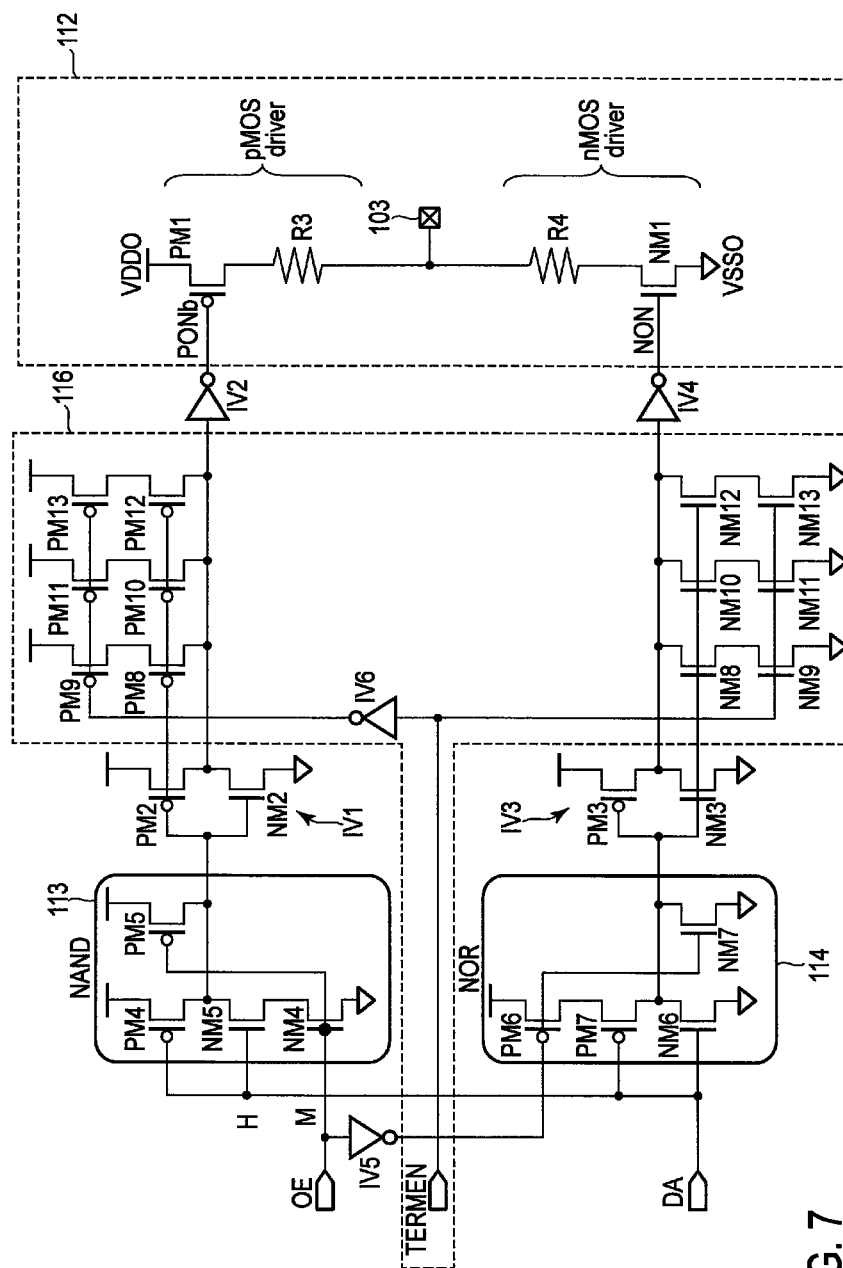 112
116
VDDO
PM1
pMOS
driver
PONb
R3
103
R4
nMOS
driver
NON
NM1
VSSO
IV2
IV4
PM13
PM12
PM11
PM10
PM9
PM8
IV6
NM12
NM13
NM10
NM11
NM8
NM9
PM2
NM2
IV1
IV3
PM3
NM3
113
NAND
PM5
PM4
NM5
NM4
NOR
PM6
PM7
NM6
NM7
114
H
M
OE
IV5
TERMEN
DA
G. 7